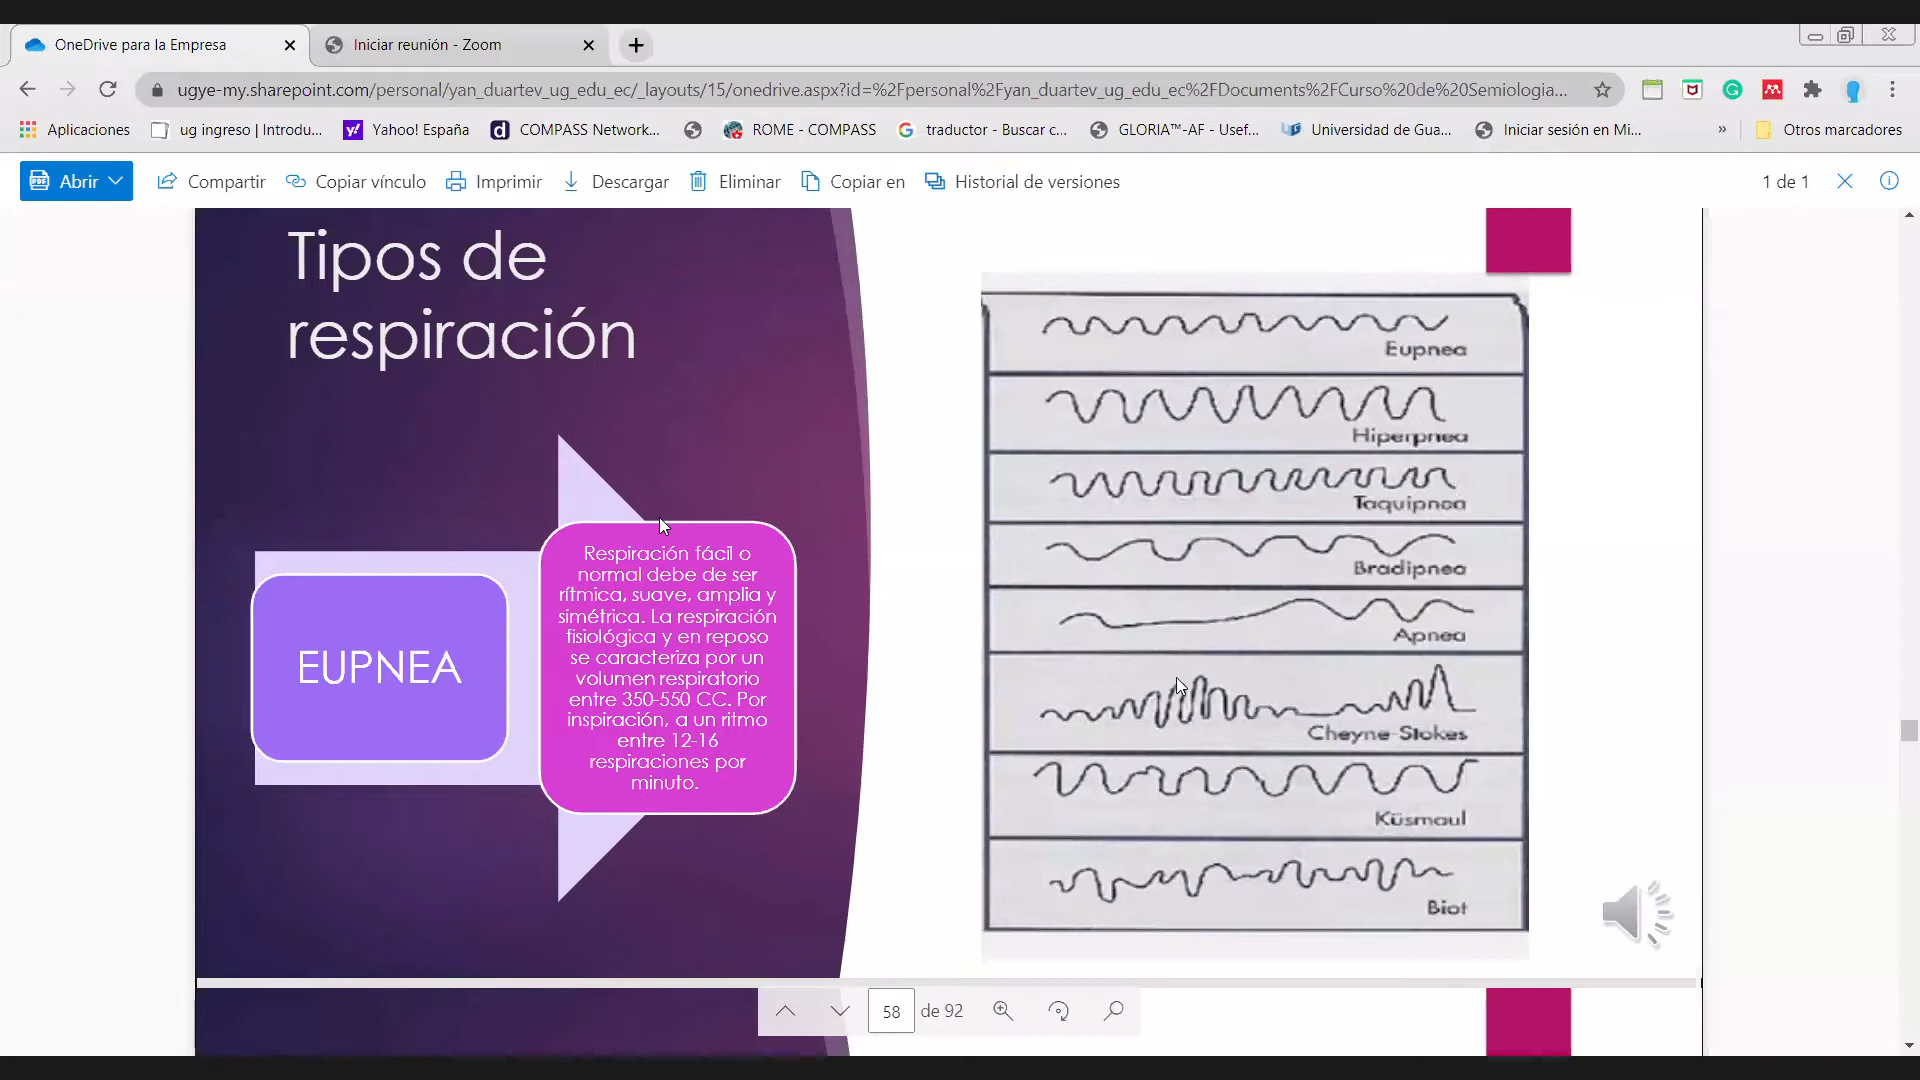 OneDrive para la Empresa
Iniciar reunión - Zoom
ugye-my.sharepoint.com/personal/yan_duartev_ug_edu_ec/_layouts/15/onedrive.aspx?id=%2Fpersonal%2Fyan_duartev_ug_edu_ec%2FDocuments%2FCurso%20de%20Semiologia...
Aplicaciones
ug ingreso | Introdu...
Yahoo! España
COMPASS Network...
ROME - COMPASS
traductor - Buscar c...
GLORIA™-AF - Usef...
Universidad de Gua...
Iniciar sesión en Mi...
»
Otros marcadores
Abrir
Compartir
Copiar vínculo
Imprimir
Descargar
Eliminar
Copiar en
Historial de versiones
1 de 1
Tipos de
respiración
EUPNEA
Respiración fácil o
normal debe de ser
rítmica, suave, amplia y
simétrica. La respiración
fisiológica y en reposo
se caracteriza por un
volumen respiratorio
entre 350-550 CC. Por
inspiración, a un ritmo
entre 12-16
respiraciones por
minuto.
Eupnea
Hiperpnea
Taquipnea
Bradipnea
Apnea
Cheyne-Stokes
Küsmaul
Biot
58 de 92